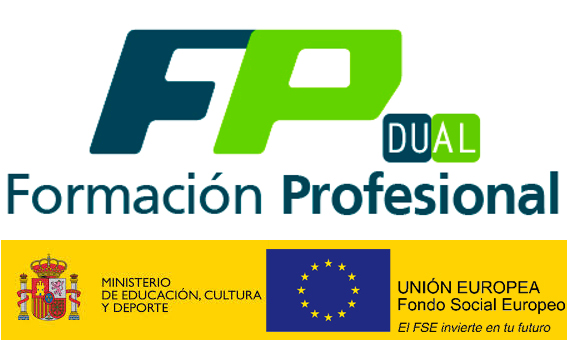 FP
DUAL
Formación Profesional
MINISTERIO
DE EDUCACIÓN, CULTURA
Y DEPORTE
UNIÓN EUROPEA
Fondo Social Europeo
El FSE invierte en tu futuro